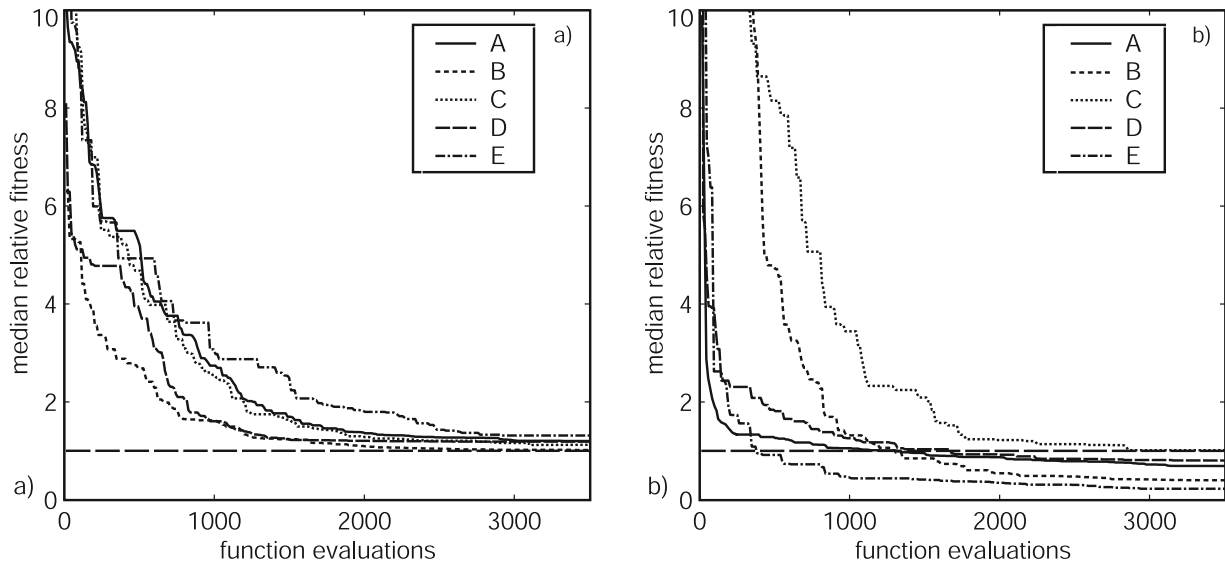 median relative fitness
10
8
6
4
2
0
0
1000
2000
3000
function evaluations
A
B
C
D
E
a)
a)
median relative fitness
10
8
6
4
2
0
0
1000
2000
3000
function evaluations
A
B
C
D
E
b)
b)